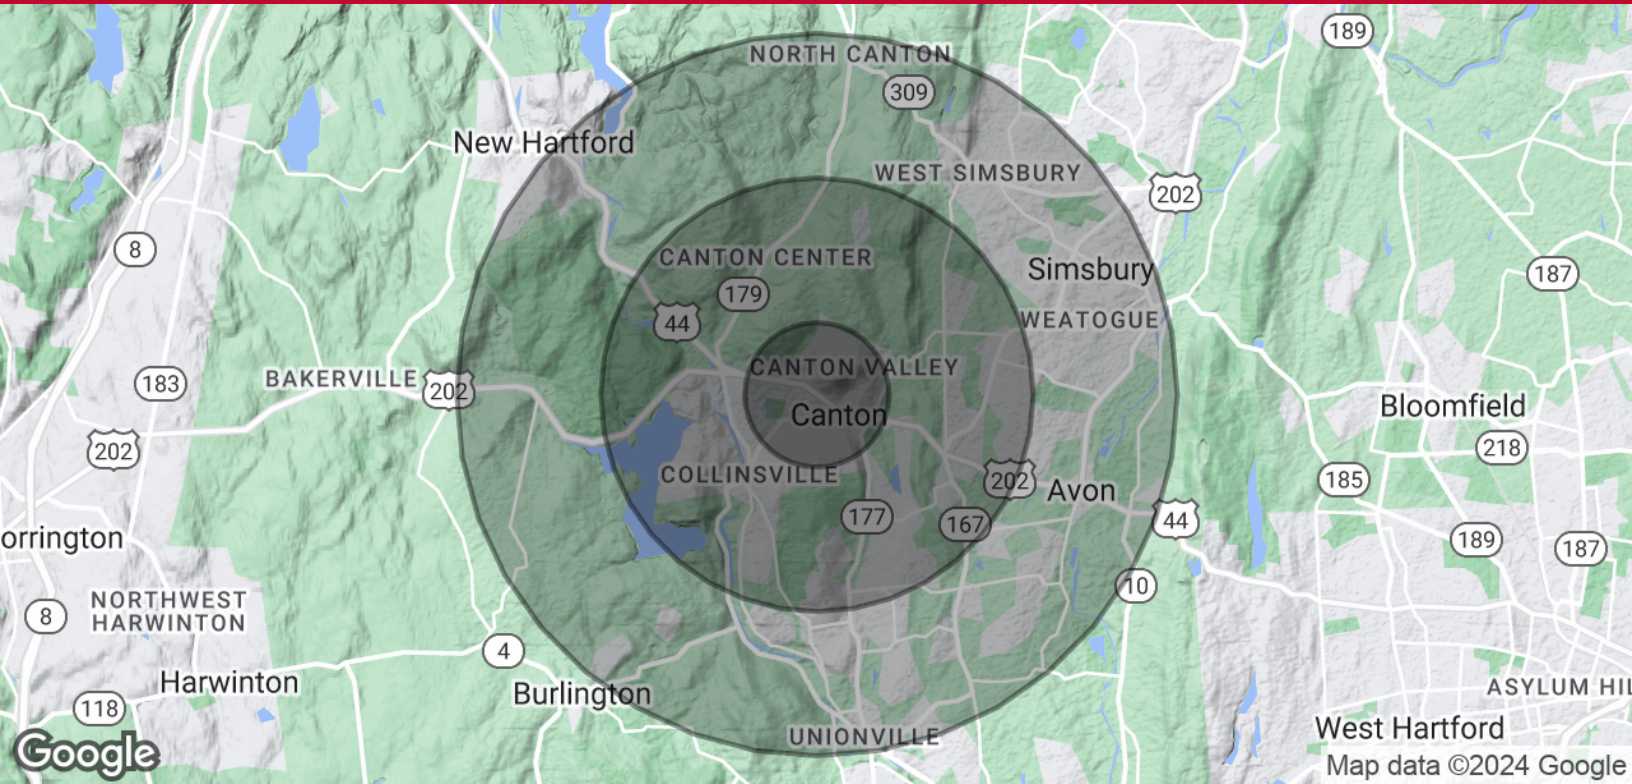 189
NORTH CANTON
309
New Hartford
WEST SIMSBURY
202
8
CANTON CENTER
Simsbury
187
179
44
WEATOGUE
CANTON VALLEY
BAKERVILLE
183
202
Canton
Bloomfield
202
218
COLLINSVILLE
202
Avon
185
177
167
44
orrington
189
187
10
NORTHWEST
HARWINTON
8
4
Harwinton
Burlington
ASYLUM HIL
118
UNIONVILLE
West Hartford
Google
Map data ©2024 Google